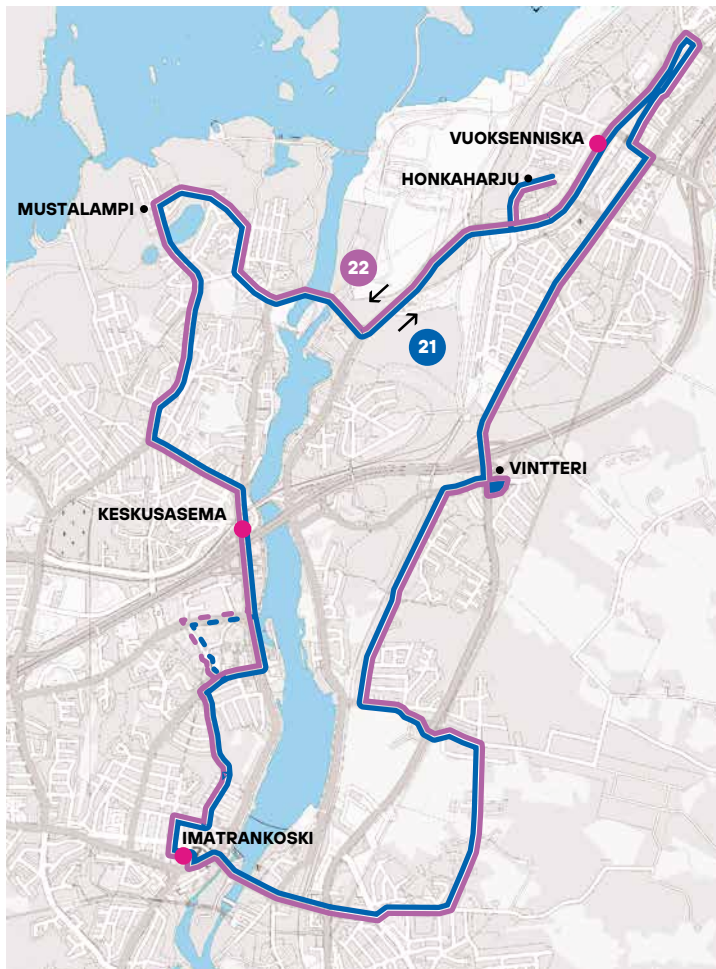 VUOKSENNISKA
HONKAHARJU
MUSTALAMPI
22
21
VINTTERI
KESKUSASEMA
IMATRANKOSKI